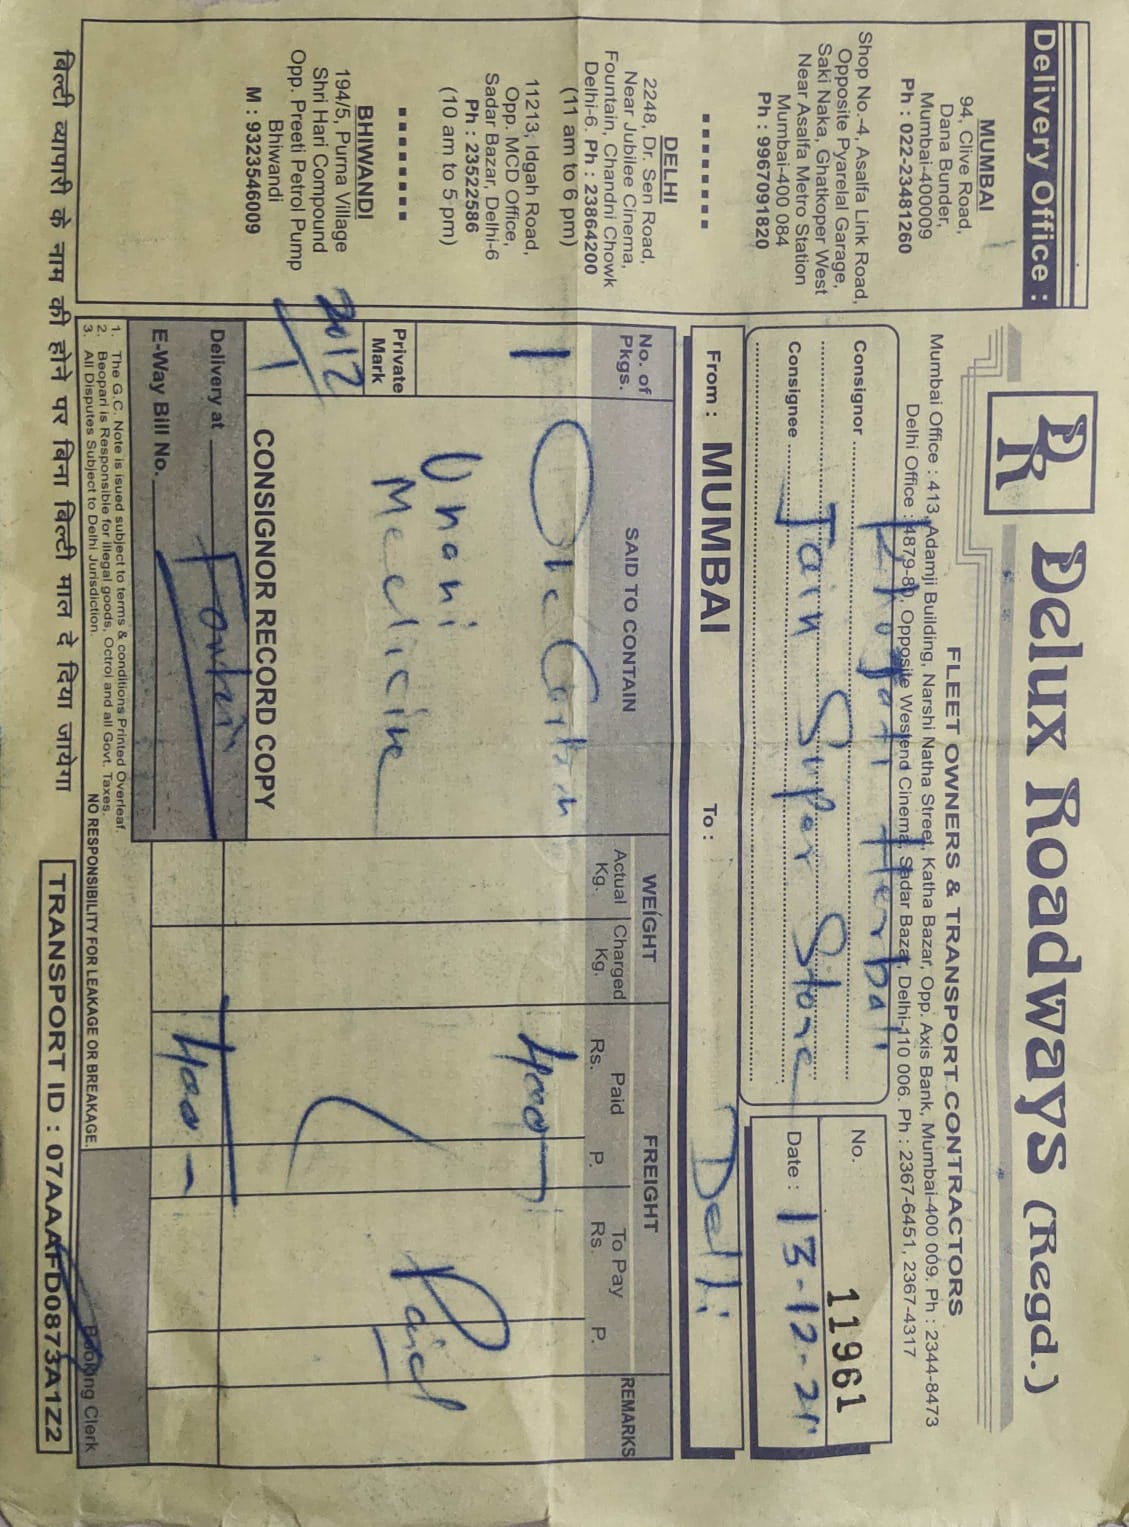 Delivery Office :
MUMBAI
94, Clive Road,
Dana Bunder,
Mumbai-400009
Ph : 022-23481260
Shop No.-4, Asalfa Link Road,
Opposite Pyarelal Garage,
Saki Naka, Ghatkoper West
Near Asalfa Metro Station
Mumbai-400 084
Ph : 9967091820
DELHI
2248, Dr. Sen Road,
Near Jubilee Cinema,
Fountain, Chandni Chowk
Delhi-6. Ph : 23864200
(11 am to 6 pm)
11213, Idgah Road,
Opp. MCD Office,
Sadar Bazar, Delhi-6
Ph : 23522586
(10 am to 5 pm)
BHIWANDI
194/5, Purna Village
Shri Hari Compound
Opp. Preeti Petrol Pump
Bhiwandi
M : 9323546009
DR Delux Roadways (Regd.)
FLEET OWNERS & TRANSPORT CONTRACTORS
Mumbai Office : 413, Adamji Building, Narshi Natha Street, Katha Bazar, Opp. Axis Bank, Mumbai-400 009. Ph : 2344-8473
Delhi Office : 4879-80, Opposite Westend Cinema, Sadar Bazar, Delhi-110 006. Ph : 2367-6451, 2367-4317
Consignor Herbal
Consignee Jain Super Store
No. 11961
Date : 13-12-21
From : MUMBAI To : Delhi
No. of Pkgs.
SAID TO CONTAIN
WEIGHT
Actual Kg.
Charged Kg.
FREIGHT
Paid
Rs. P.
To Pay
Rs. P.
REMARKS
1 One Carton 400
Unani
Medicine
Paid
Private Mark
2012/1
CONSIGNOR RECORD COPY
Delivery at
E-Way Bill No.
400-
1. The G.C. Note is issued subject to terms & conditions Printed Overleaf.
2. Beopari is Responsible for illegal goods, Octroi and all Govt. Taxes.
3. All Disputes Subject to Delhi Jurisdiction.
NO RESPONSIBILITY FOR LEAKAGE OR BREAKAGE.
Booking Clerk
बिल्टी व्यापारी के नाम की होने पर बिना बिल्टी माल दे दिया जायेगा
TRANSPORT ID : 07AAAFD0873A1Z2